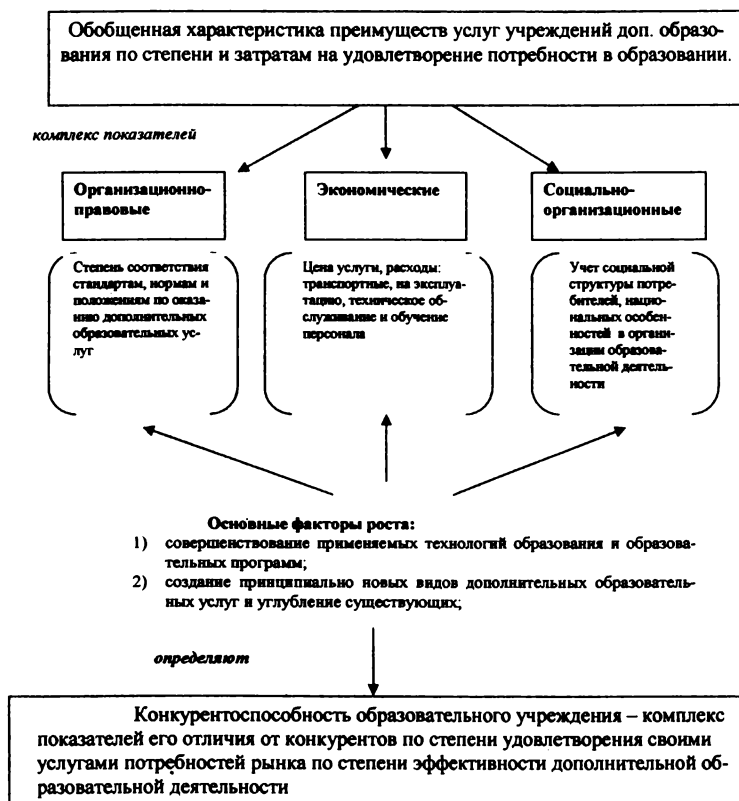 Обобщенная характеристика преимуществ услуг учреждений доп. образо-
вания по степени и затратам на удовлетворение потребности в образовании.
комплекс показателей
Организационно-
правовые
Экономические
Социально-
организационные
Степень соответствия
стандартам, нормам и
положениям по оказа-
нию дополнительных
образовательных ус-
луг
Цена услуги, расходы:
транспортные, на эксплуа-
тацию, техническое об-
служивание и обучение
персонала
Учет социальной
структуры потре-
бителей, нацио-
нальных особен-
ностей в органи-
зации образова-
тельной деятель-
ности
Основные факторы роста:
1) совершенствование применяемых технологий образования и образова-
тельных программ;
2) создание принципиально новых видов дополнительных образователь-
ных услуг и углубление существующих;
определяют
Конкурентоспособность образовательного учреждения – комплекс
показателей его отличия от конкурентов по степени удовлетворения своими
услугами потребностей рынка по степени эффективности дополнительной об-
разовательной деятельности